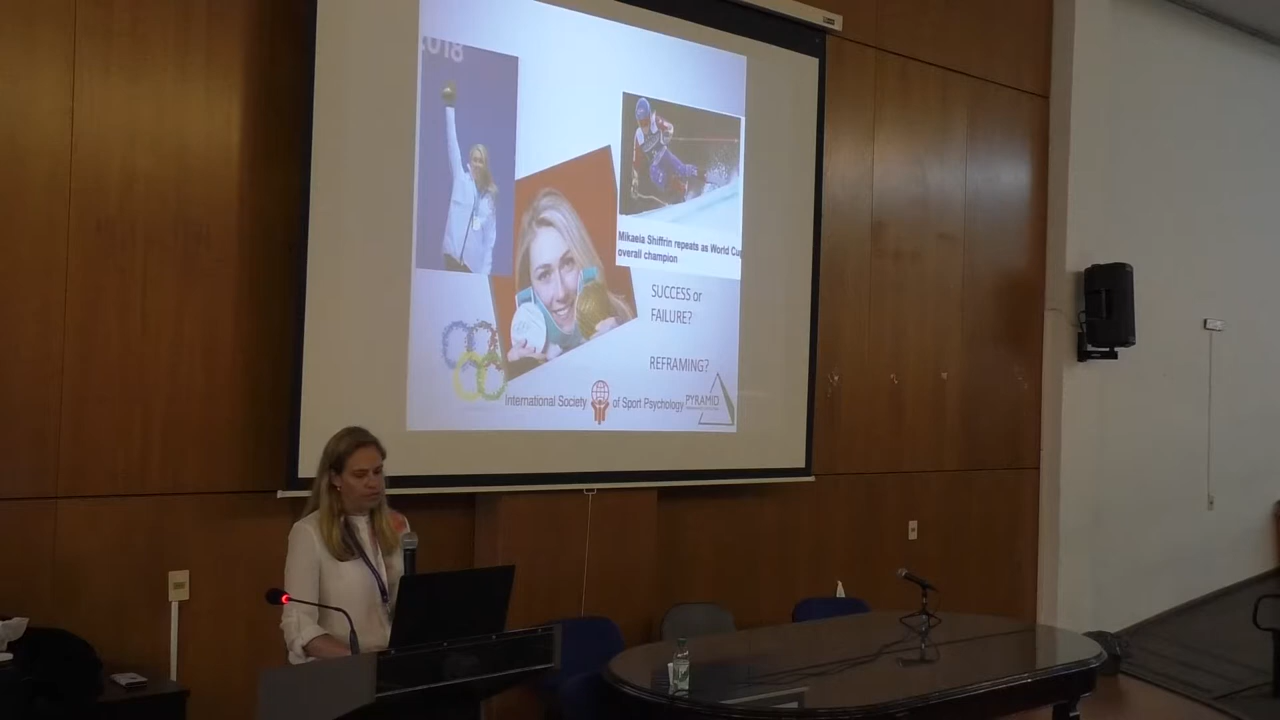 2018
Mikaela Shiffrin repeats as World Cup
overall champion
SUCCESS or
FAILURE?
REFRAMING?
International Society of Sport Psychology
PYRAMID